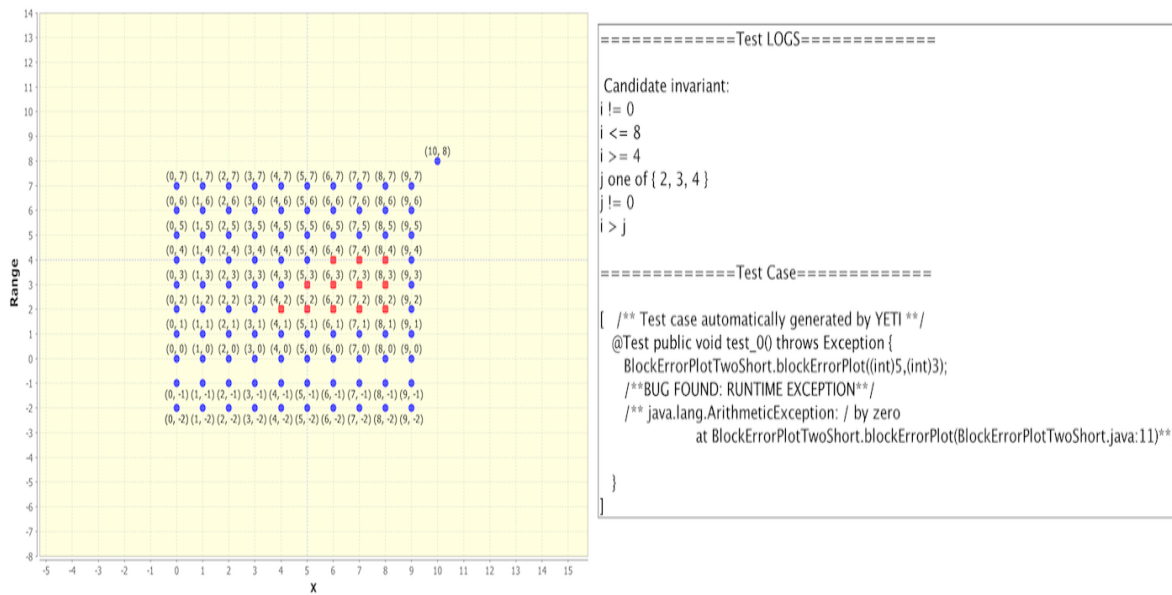 14
13
12
11
10
9
8
7
6
5
4
3
2
1
0
-1
-2
-3
-4
-5
-6
-7
-8
Range
(10, 8)
(0, 7) (1, 7) (2, 7) (3, 7) (4, 7) (5, 7) (6, 7) (7, 7) (8, 7) (9, 7)
(0, 6) (1, 6) (2, 6) (3, 6) (4, 6) (5, 6) (6, 6) (7, 6) (8, 6) (9, 6)
(0, 5) (1, 5) (2, 5) (3, 5) (4, 5) (5, 5) (6, 5) (7, 5) (8, 5) (9, 5)
(0, 4) (1, 4) (2, 4) (3, 4) (4, 4) (5, 4) (6, 4) (7, 4) (8, 4) (9, 4)
(0, 3) (1, 3) (2, 3) (3, 3) (4, 3) (5, 3) (6, 3) (7, 3) (8, 3) (9, 3)
(0, 2) (1, 2) (2, 2) (3, 2) (4, 2) (5, 2) (6, 2) (7, 2) (8, 2) (9, 2)
(0, 1) (1, 1) (2, 1) (3, 1) (4, 1) (5, 1) (6, 1) (7, 1) (8, 1) (9, 1)
(0, 0) (1, 0) (2, 0) (3, 0) (4, 0) (5, 0) (6, 0) (7, 0) (8, 0) (9, 0)
(0, -1) (1, -1) (2, -1) (3, -1) (4, -1) (5, -1) (6, -1) (7, -1) (8, -1) (9, -1)
(0, -2) (1, -2) (2, -2) (3, -2) (4, -2) (5, -2) (6, -2) (7, -2) (8, -2) (9, -2)
-5 -4 -3 -2 -1 0 1 2 3 4 5 6 7 8 9 10 11 12 13 14 15
X
=============Test LOGS=============
Candidate invariant:
i != 0
i <= 8
i >= 4
j one of { 2, 3, 4 }
j != 0
i > j
=============Test Case=============
[ /** Test case automatically generated by YETI **/
@Test public void test_0() throws Exception {
BlockErrorPlotTwoShort.blockErrorPlot((int)5,(int)3);
/**BUG FOUND: RUNTIME EXCEPTION**/
/** java.lang.ArithmeticException: / by zero
at BlockErrorPlotTwoShort.blockErrorPlot(BlockErrorPlotTwoShort.java:11)**
}
]